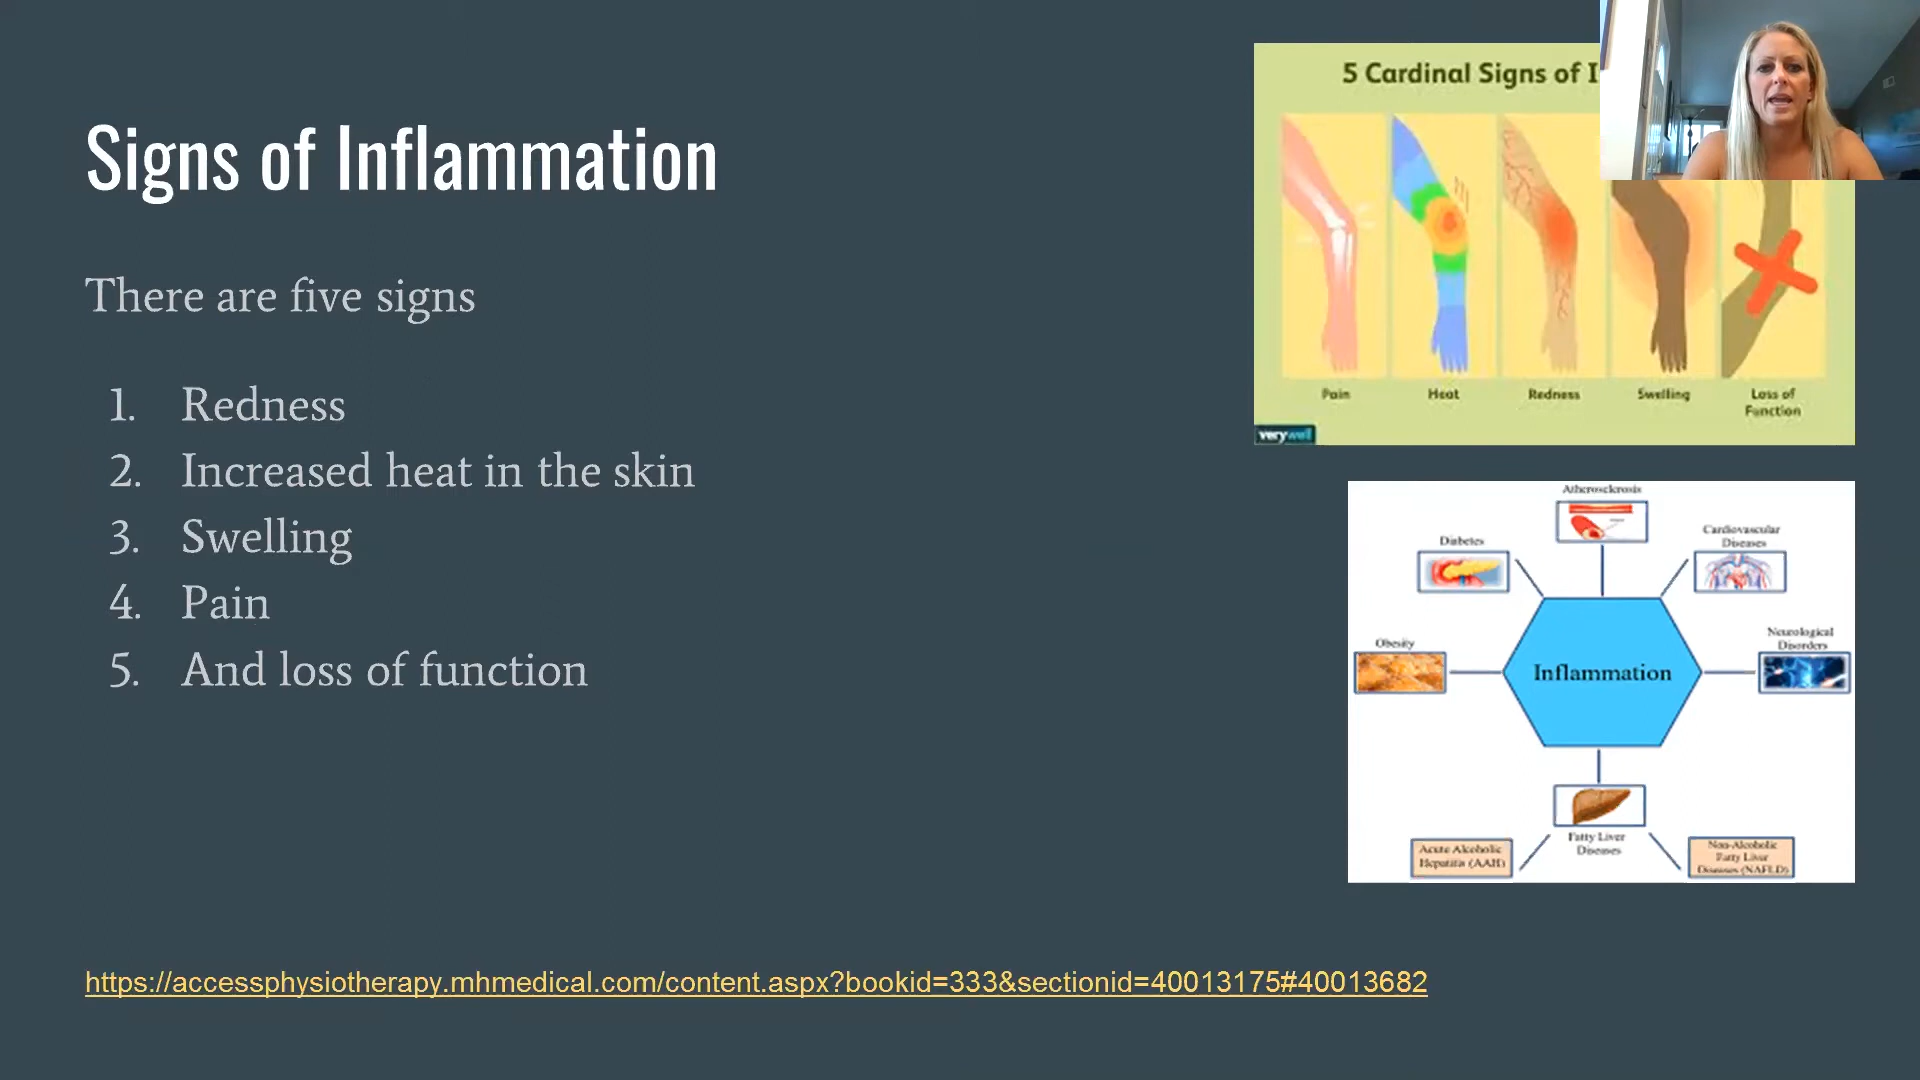 Signs of Inflammation
There are five signs
1. Redness
2. Increased heat in the skin
3. Swelling
4. Pain
5. And loss of function
https://accessphysiotherapy.mhmedical.com/content.aspx?bookid=333&sectionid=40013175#40013682
5 Cardinal Signs of I
Pain
Heat
Redness
Swelling
Loss of
Function
verywell
Atherosclerosis
Diabetes
Cardiovascular
Diseases
Obesity
Inflammation
Neurological
Disorders
Fatty Liver
Diseases
Acute Alcoholic
Hepatitis (AAH)
Non-Alcoholic
Fatty Liver
Diseases (NAFLD)